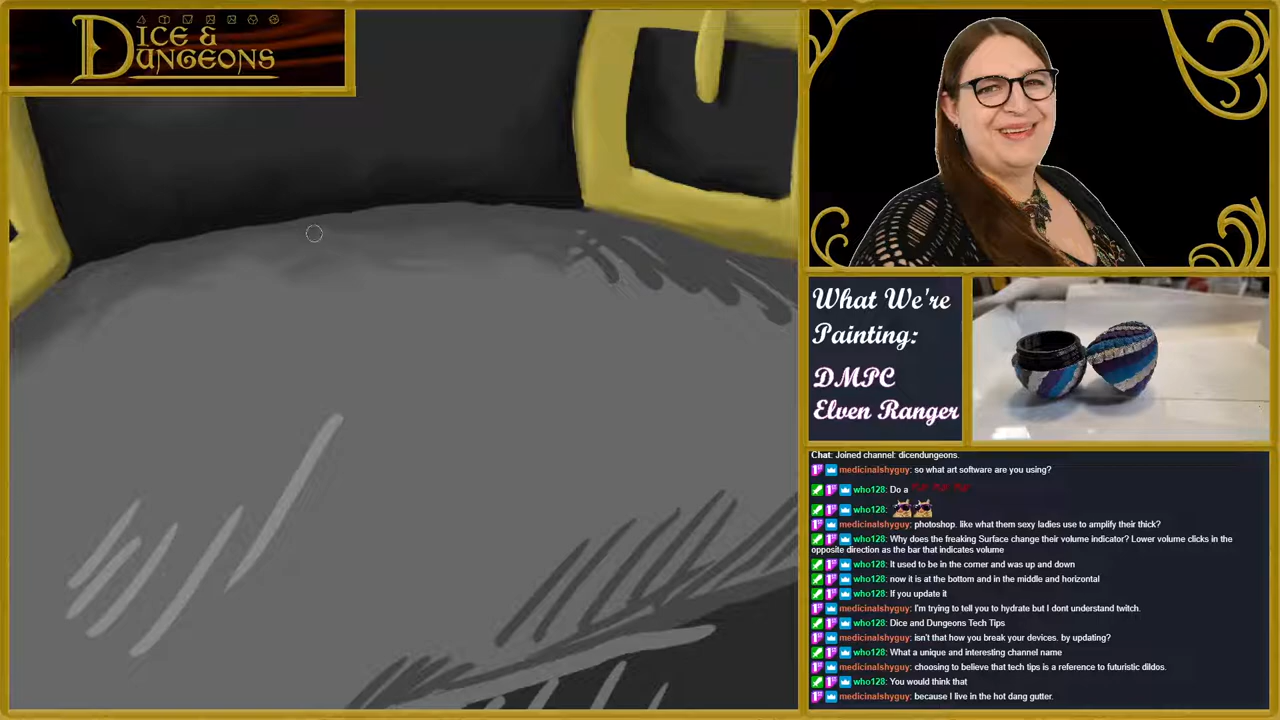 Dice &
Dungeons
What We're
Painting:
DMPC
Elven Ranger
Chat: Joined channel: dicendungeons.
medicinalshyguy: so what art software are you using?
who128: Do a
who128:
medicinalshyguy: photoshop. like what them sexy ladies use to amplify their thick?
who128: Why does the freaking Surface change their volume indicator? Lower volume clicks in the
opposite direction as the bar that indicates volume
who128: It used to be in the corner and was up and down
who128: now it is at the bottom and in the middle and horizontal
who128: If you update it
medicinalshyguy: I'm trying to tell you to hydrate but I dont understand twitch.
who128: Dice and Dungeons Tech Tips
medicinalshyguy: isn't that how you break your devices. by updating?
who128: What a unique and interesting channel name
medicinalshyguy: choosing to believe that tech tips is a reference to futuristic dildos.
who128: You would think that
medicinalshyguy: because I live in the hot dang gutter.